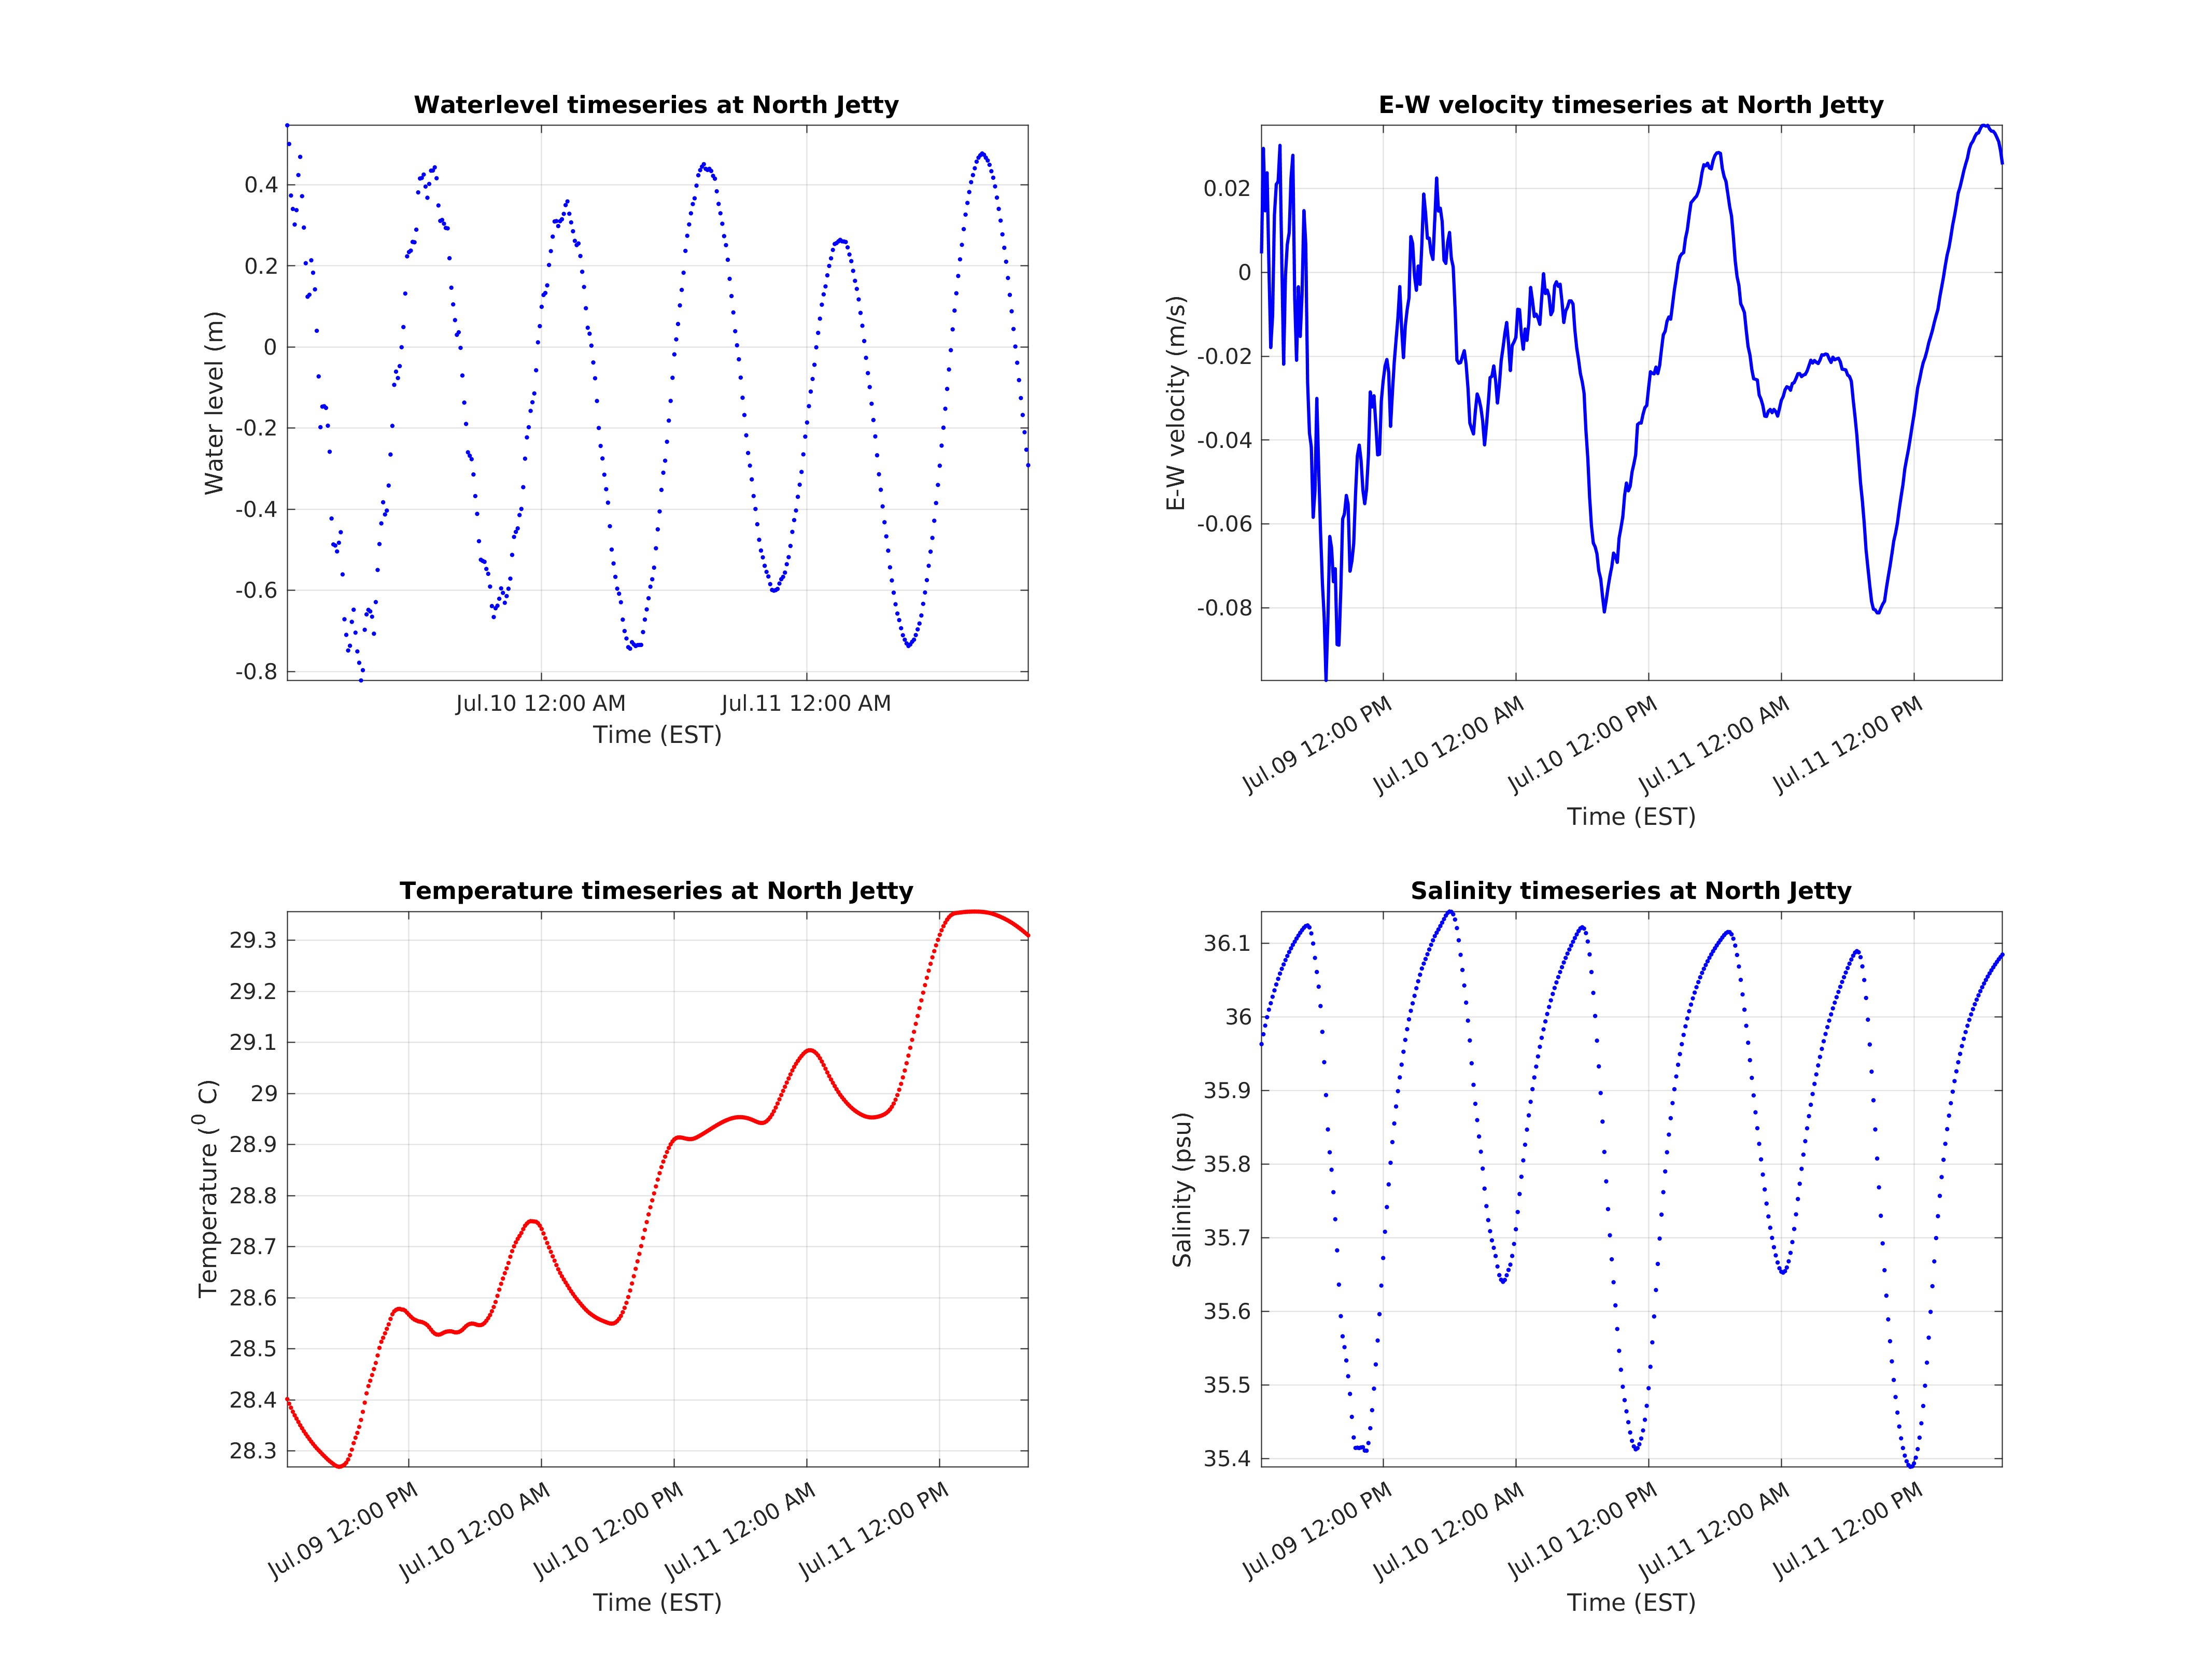 Waterlevel timeseries at North Jetty
0.4
0.2
0
-0.2
-0.4
-0.6
-0.8
Water level (m)
Jul.10 12:00 AM Jul.11 12:00 AM
Time (EST)
E-W velocity timeseries at North Jetty
0.02
0
-0.02
-0.04
-0.06
-0.08
E-W velocity (m/s)
Jul.09 12:00 PM Jul.10 12:00 AM Jul.10 12:00 PM Jul.11 12:00 AM Jul.11 12:00 PM
Time (EST)
Temperature timeseries at North Jetty
29.3
29.2
29.1
29
28.9
28.8
28.7
28.6
28.5
28.4
28.3
Temperature (⁰ C)
Jul.09 12:00 PM Jul.10 12:00 AM Jul.10 12:00 PM Jul.11 12:00 AM Jul.11 12:00 PM
Time (EST)
Salinity timeseries at North Jetty
36.1
36
35.9
35.8
35.7
35.6
35.5
35.4
Salinity (psu)
Jul.09 12:00 PM Jul.10 12:00 AM Jul.10 12:00 PM Jul.11 12:00 AM Jul.11 12:00 PM
Time (EST)